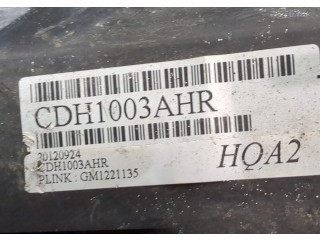 CDH1003AHR
20120924
CDH1003AHR
PLINK : GM1221135
HQA2